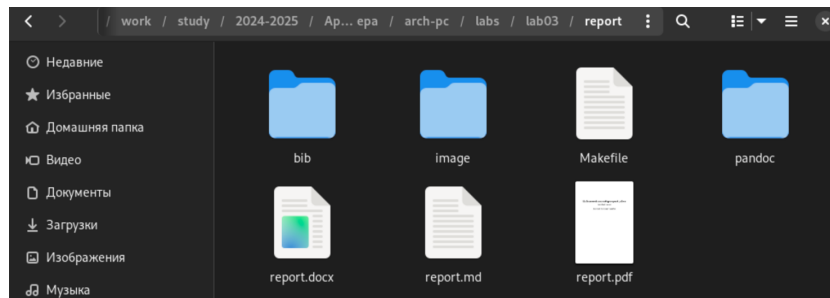 / work / study / 2024-2025 / Ap… ера / arch-pc / labs / lab03 / report
Недавние
Избранные
Домашняя папка
Видео
Документы
Загрузки
Изображения
Музыка
bib
image
Makefile
pandoc
report.docx
report.md
report.pdf